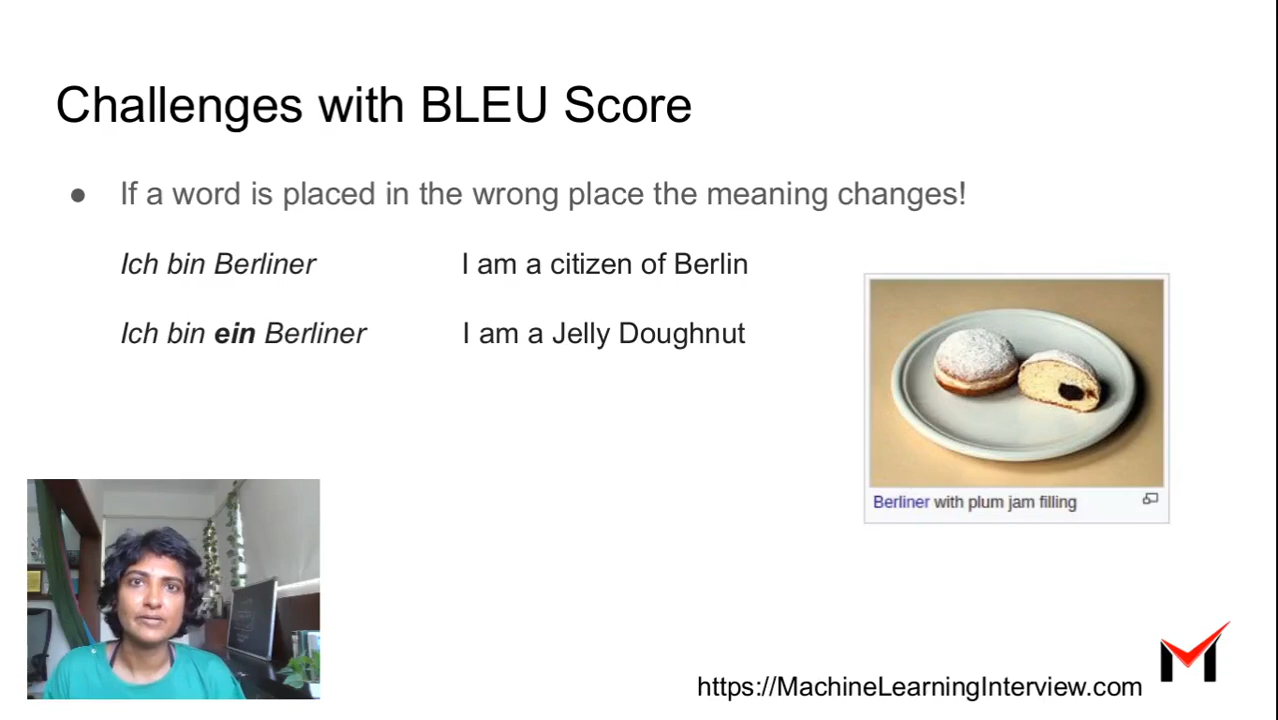 Challenges with BLEU Score
● If a word is placed in the wrong place the meaning changes!
Ich bin Berliner I am a citizen of Berlin
Ich bin ein Berliner I am a Jelly Doughnut
Berliner with plum jam filling
https://MachineLearningInterview.com